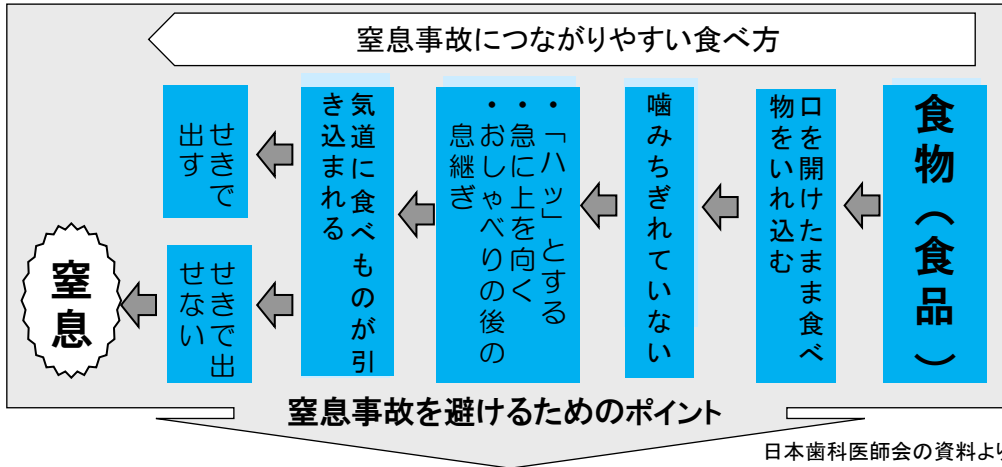 窒息事故につながりやすい食べ方
食物(食品)
口を開けたまま食べ
物をいれ込む
噛みちぎれていない
・「ハッ」とする
・急に上を向く
・おしゃべりの後の
息継ぎ
気道に食べものが引
き込まれる
せきで
出す
せきで出
せない
窒息
窒息事故を避けるためのポイント
日本歯科医師会の資料より